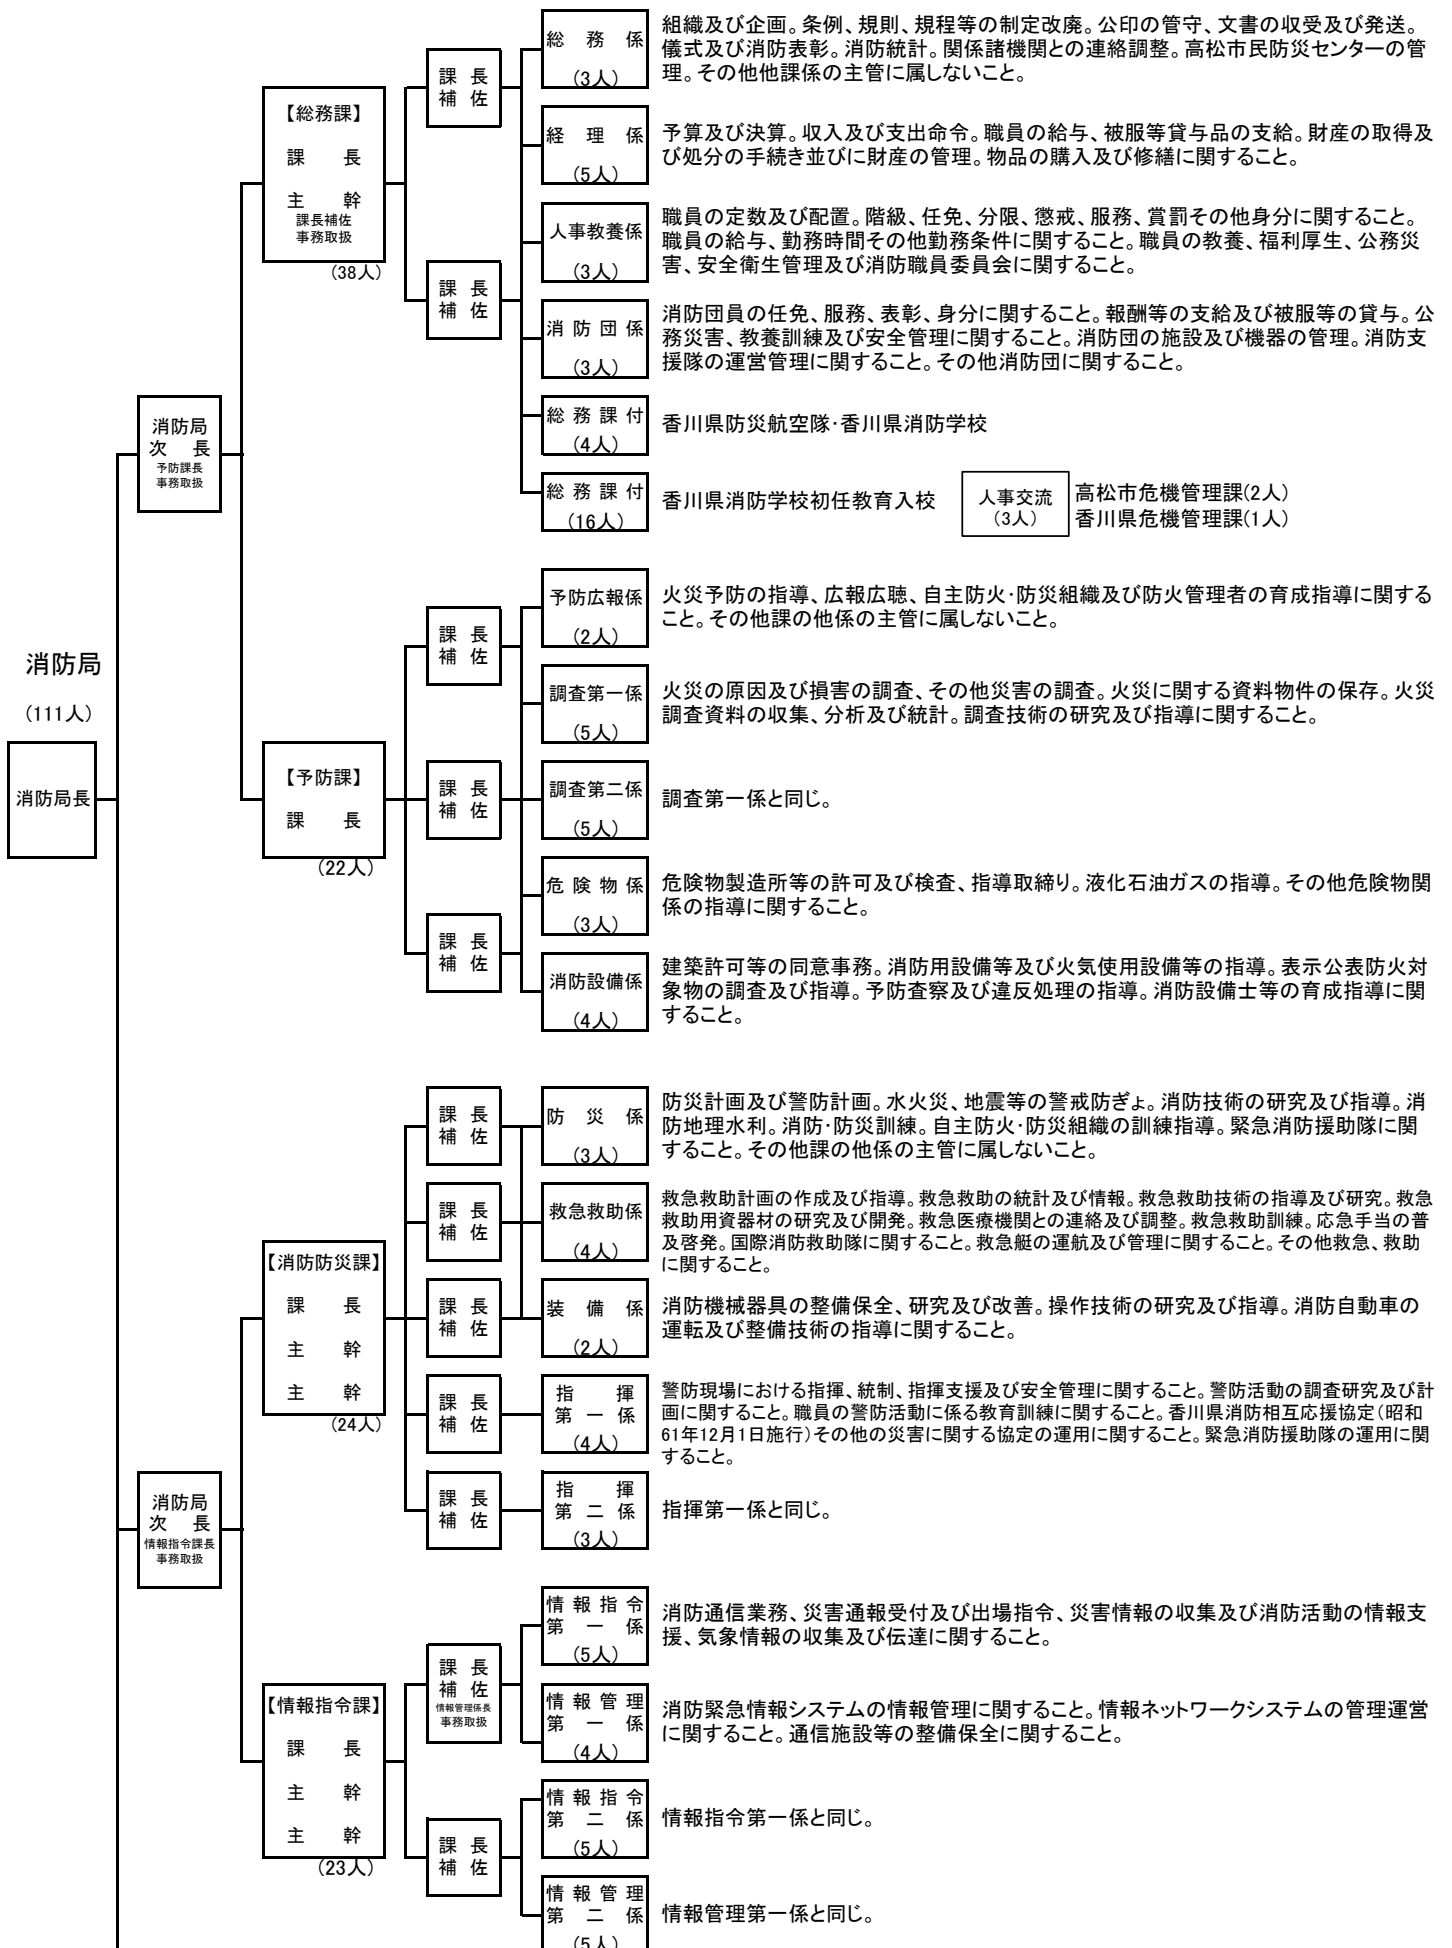 消防局
(111人)
消防局長
消防局
次　長
予防課長
事務取扱
【総務課】
課　　長
主　　幹
課長補佐
事務取扱
(38人)
課 長
補 佐
課 長
補 佐
総　務　係
(3人)
組織及び企画。条例、規則、規程等の制定改廃。公印の管守、文書の収受及び発送。
儀式及び消防表彰。消防統計。関係諸機関との連絡調整。高松市民防災センターの管
理。その他他課係の主管に属しないこと。
経　理　係
(5人)
予算及び決算。収入及び支出命令。職員の給与、被服等貸与品の支給。財産の取得及
び処分の手続き並びに財産の管理。物品の購入及び修繕に関すること。
人事教養係
(3人)
職員の定数及び配置。階級、任免、分限、懲戒、服務、賞罰その他身分に関すること。
職員の給与、勤務時間その他勤務条件に関すること。職員の教養、福利厚生、公務災
害、安全衛生管理及び消防職員委員会に関すること。
消 防 団 係
(3人)
消防団員の任免、服務、表彰、身分に関すること。報酬等の支給及び被服等の貸与。公
務災害、教養訓練及び安全管理に関すること。消防団の施設及び機器の管理。消防支
援隊の運営管理に関すること。その他消防団に関すること。
総 務 課 付
(4人)
香川県防災航空隊・香川県消防学校
総 務 課 付
(16人)
香川県消防学校初任教育入校
人事交流
(3人)
高松市危機管理課(2人)
香川県危機管理課(1人)
【予防課】
課　　長
(22人)
課 長
補 佐
課 長
補 佐
課 長
補 佐
予防広報係
(2人)
火災予防の指導、広報広聴、自主防火・防災組織及び防火管理者の育成指導に関する
こと。その他課の他係の主管に属しないこと。
調査第一係
(5人)
火災の原因及び損害の調査、その他災害の調査。火災に関する資料物件の保存。火災
調査資料の収集、分析及び統計。調査技術の研究及び指導に関すること。
調査第二係
(5人)
調査第一係と同じ。
危 険 物 係
(3人)
危険物製造所等の許可及び検査、指導取締り。液化石油ガスの指導。その他危険物関
係の指導に関すること。
消防設備係
(4人)
建築許可等の同意事務。消防用設備等及び火気使用設備等の指導。表示公表防火対
象物の調査及び指導。予防査察及び違反処理の指導。消防設備士等の育成指導に関
すること。
消防局
次　長
情報指令課長
事務取扱
【消防防災課】
課　　長
主　　幹
主　　幹
(24人)
課 長
補 佐
防　災　係
(3人)
防災計画及び警防計画。水火災、地震等の警戒防ぎょ。消防技術の研究及び指導。消
防地理水利。消防・防災訓練。自主防火・防災組織の訓練指導。緊急消防援助隊に関
すること。その他課の他係の主管に属しないこと。
課 長
補 佐
救急救助係
(4人)
救急救助計画の作成及び指導。救急救助の統計及び情報。救急救助技術の指導及び研究。救急
救助用資器材の研究及び開発。救急医療機関との連絡及び調整。救急救助訓練。応急手当の普
及啓発。国際消防救助隊に関すること。救急艇の運航及び管理に関すること。その他救急、救助
に関すること。
課 長
補 佐
装　備　係
(2人)
消防機械器具の整備保全、研究及び改善。操作技術の研究及び指導。消防自動車の
運転及び整備技術の指導に関すること。
課 長
補 佐
指　　揮
第 一 係
(4人)
警防現場における指揮、統制、指揮支援及び安全管理に関すること。警防活動の調査研究及び計
画に関すること。職員の警防活動に係る教育訓練に関すること。香川県消防相互応援協定(昭和
61年12月1日施行)その他の災害に関する協定の運用に関すること。緊急消防援助隊の運用に関
すること。
課 長
補 佐
指　　揮
第 二 係
(3人)
指揮第一係と同じ。
【情報指令課】
課　　長
主　　幹
主　　幹
(23人)
課 長
補 佐
情報管理係長
事務取扱
情 報 指 令
第　一　係
(5人)
消防通信業務、災害通報受付及び出場指令、災害情報の収集及び消防活動の情報支
援、気象情報の収集及び伝達に関すること。
情 報 管 理
第　一　係
(4人)
消防緊急情報システムの情報管理に関すること。情報ネットワークシステムの管理運営
に関すること。通信施設等の整備保全に関すること。
課 長
補 佐
情 報 指 令
第　二　係
(5人)
情報指令第一係と同じ。
情 報 管 理
第　二　係
(5人)
情報管理第一係と同じ。